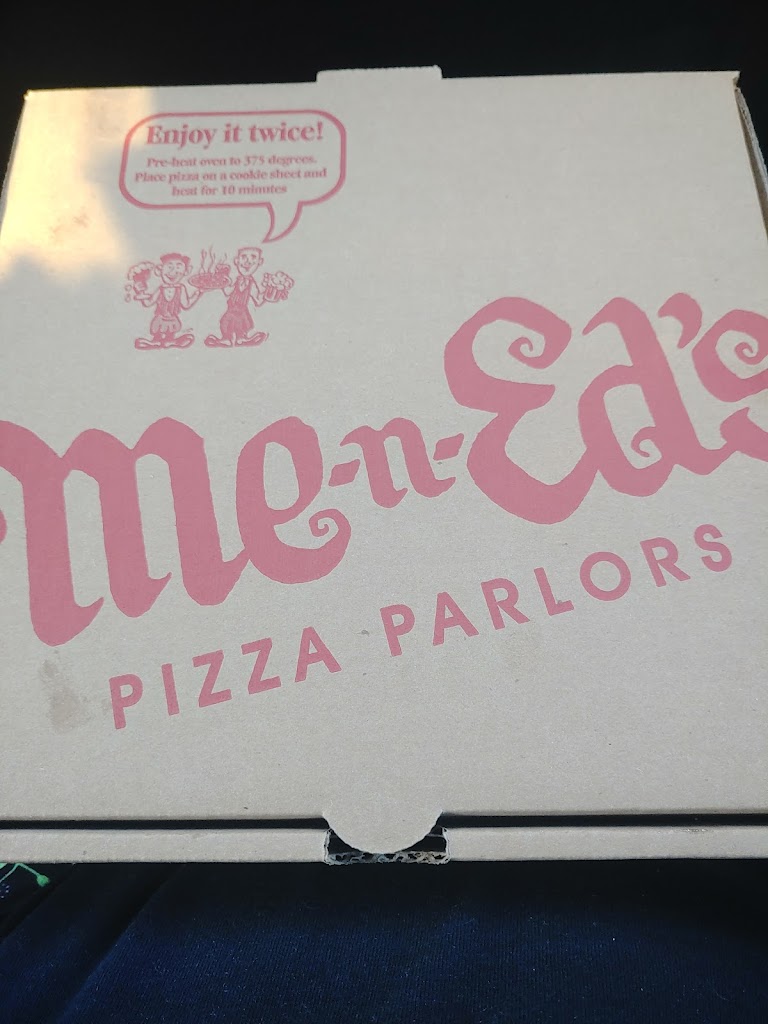 Enjoy it twice!
Pre-heat oven to 375 degrees.
Place pizza on a cookie sheet and
heat for 10 minutes
Me-n-Ed's
PIZZA PARLORS